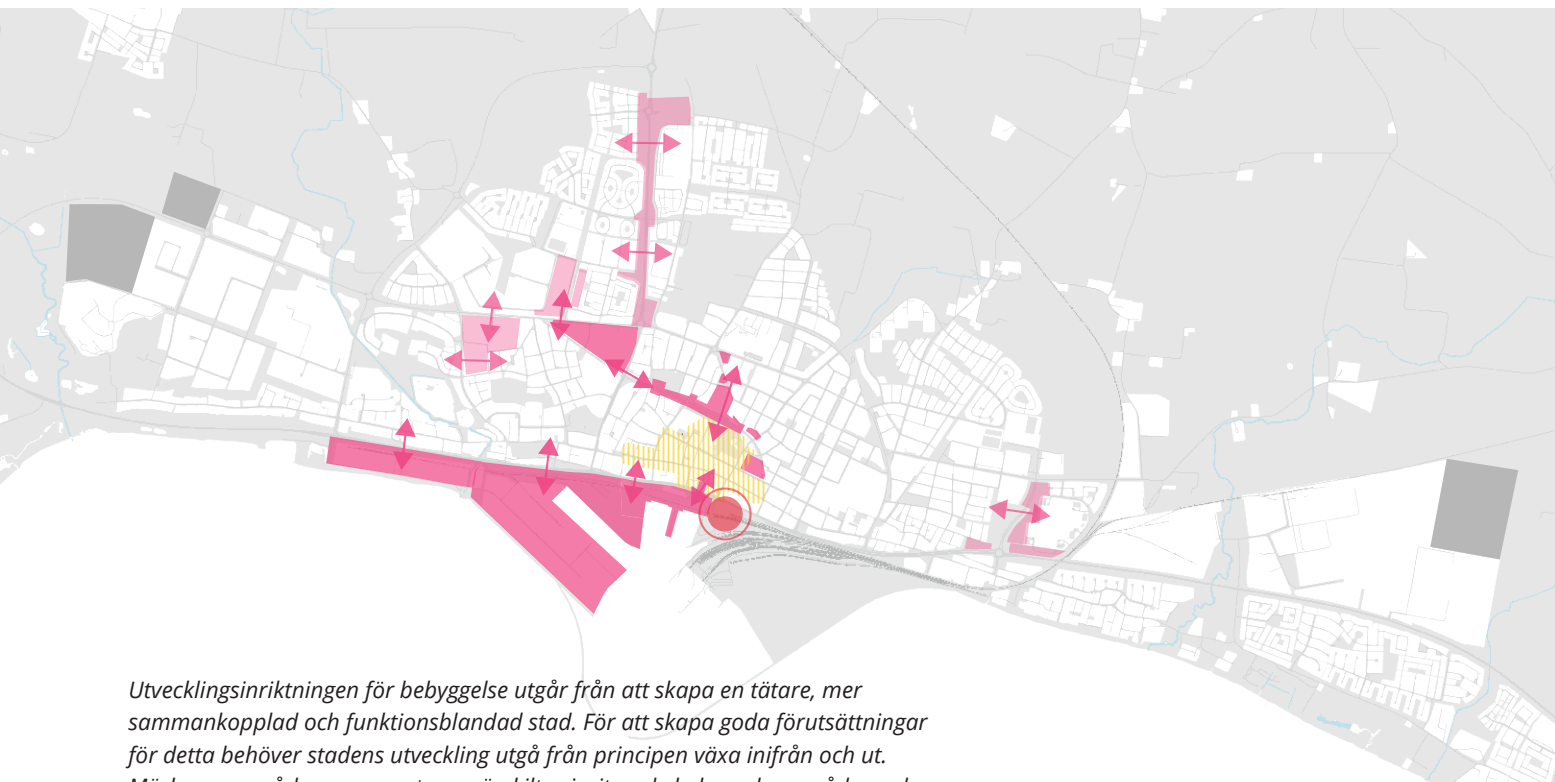 Utvecklingsinriktningen för bebyggelse utgår från att skapa en tätare, mer
sammankopplad och funktionsblandad stad. För att skapa goda förutsättningar
för detta behöver stadens utveckling utgå från principen växa inifrån och ut.